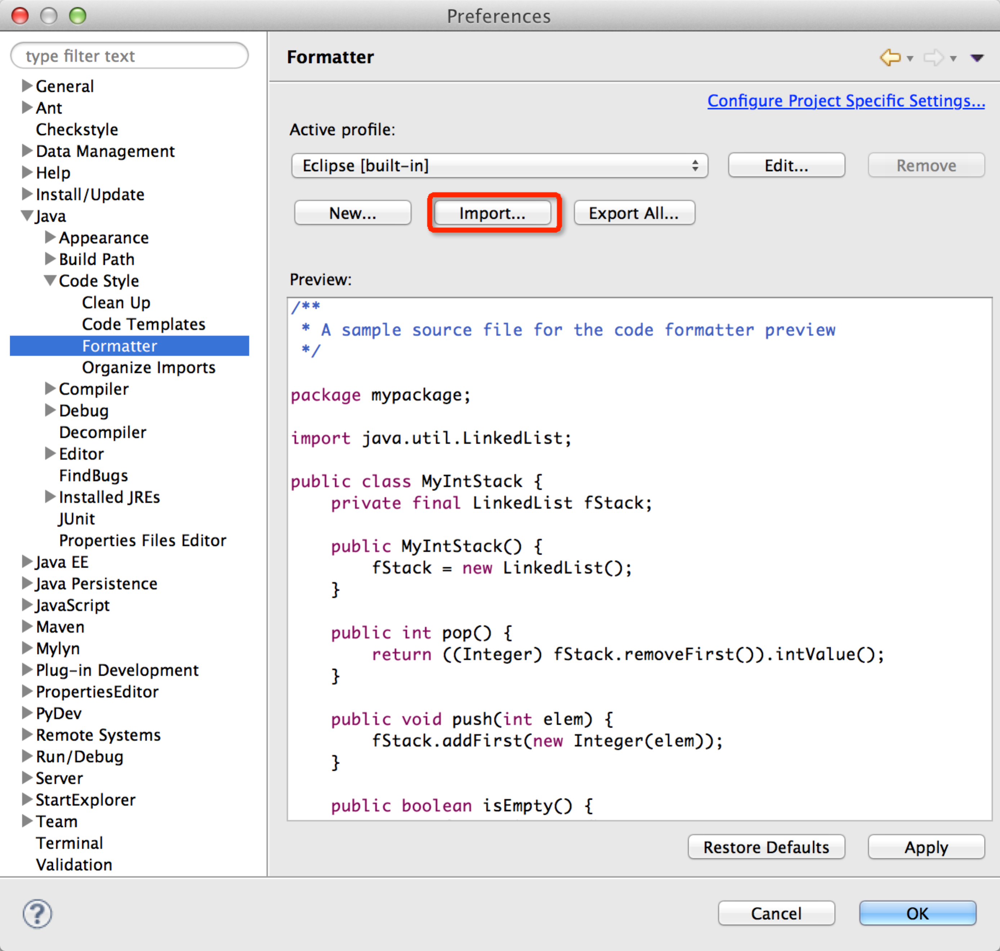 Preferences
type filter text
General
Ant
Checkstyle
Data Management
Help
Install/Update
Java
Appearance
Build Path
Code Style
Clean Up
Code Templates
Formatter
Organize Imports
Compiler
Debug
Decompiler
Editor
FindBugs
Installed JREs
JUnit
Properties Files Editor
Java EE
Java Persistence
JavaScript
Maven
Mylyn
Plug-in Development
PropertiesEditor
PyDev
Remote Systems
Run/Debug
Server
StartExplorer
Team
Terminal
Validation
Formatter
Configure Project Specific Settings...
Active profile:
Eclipse [built-in] Edit... Remove
New... Import... Export All...
Preview:
/**
 * A sample source file for the code formatter preview
 */
package mypackage;
import java.util.LinkedList;
public class MyIntStack {
    private final LinkedList fStack;
    public MyIntStack() {
        fStack = new LinkedList();
    }
    public int pop() {
        return ((Integer) fStack.removeFirst()).intValue();
    }
    public void push(int elem) {
        fStack.addFirst(new Integer(elem));
    }
    public boolean isEmpty() {
Restore Defaults Apply
? Cancel OK